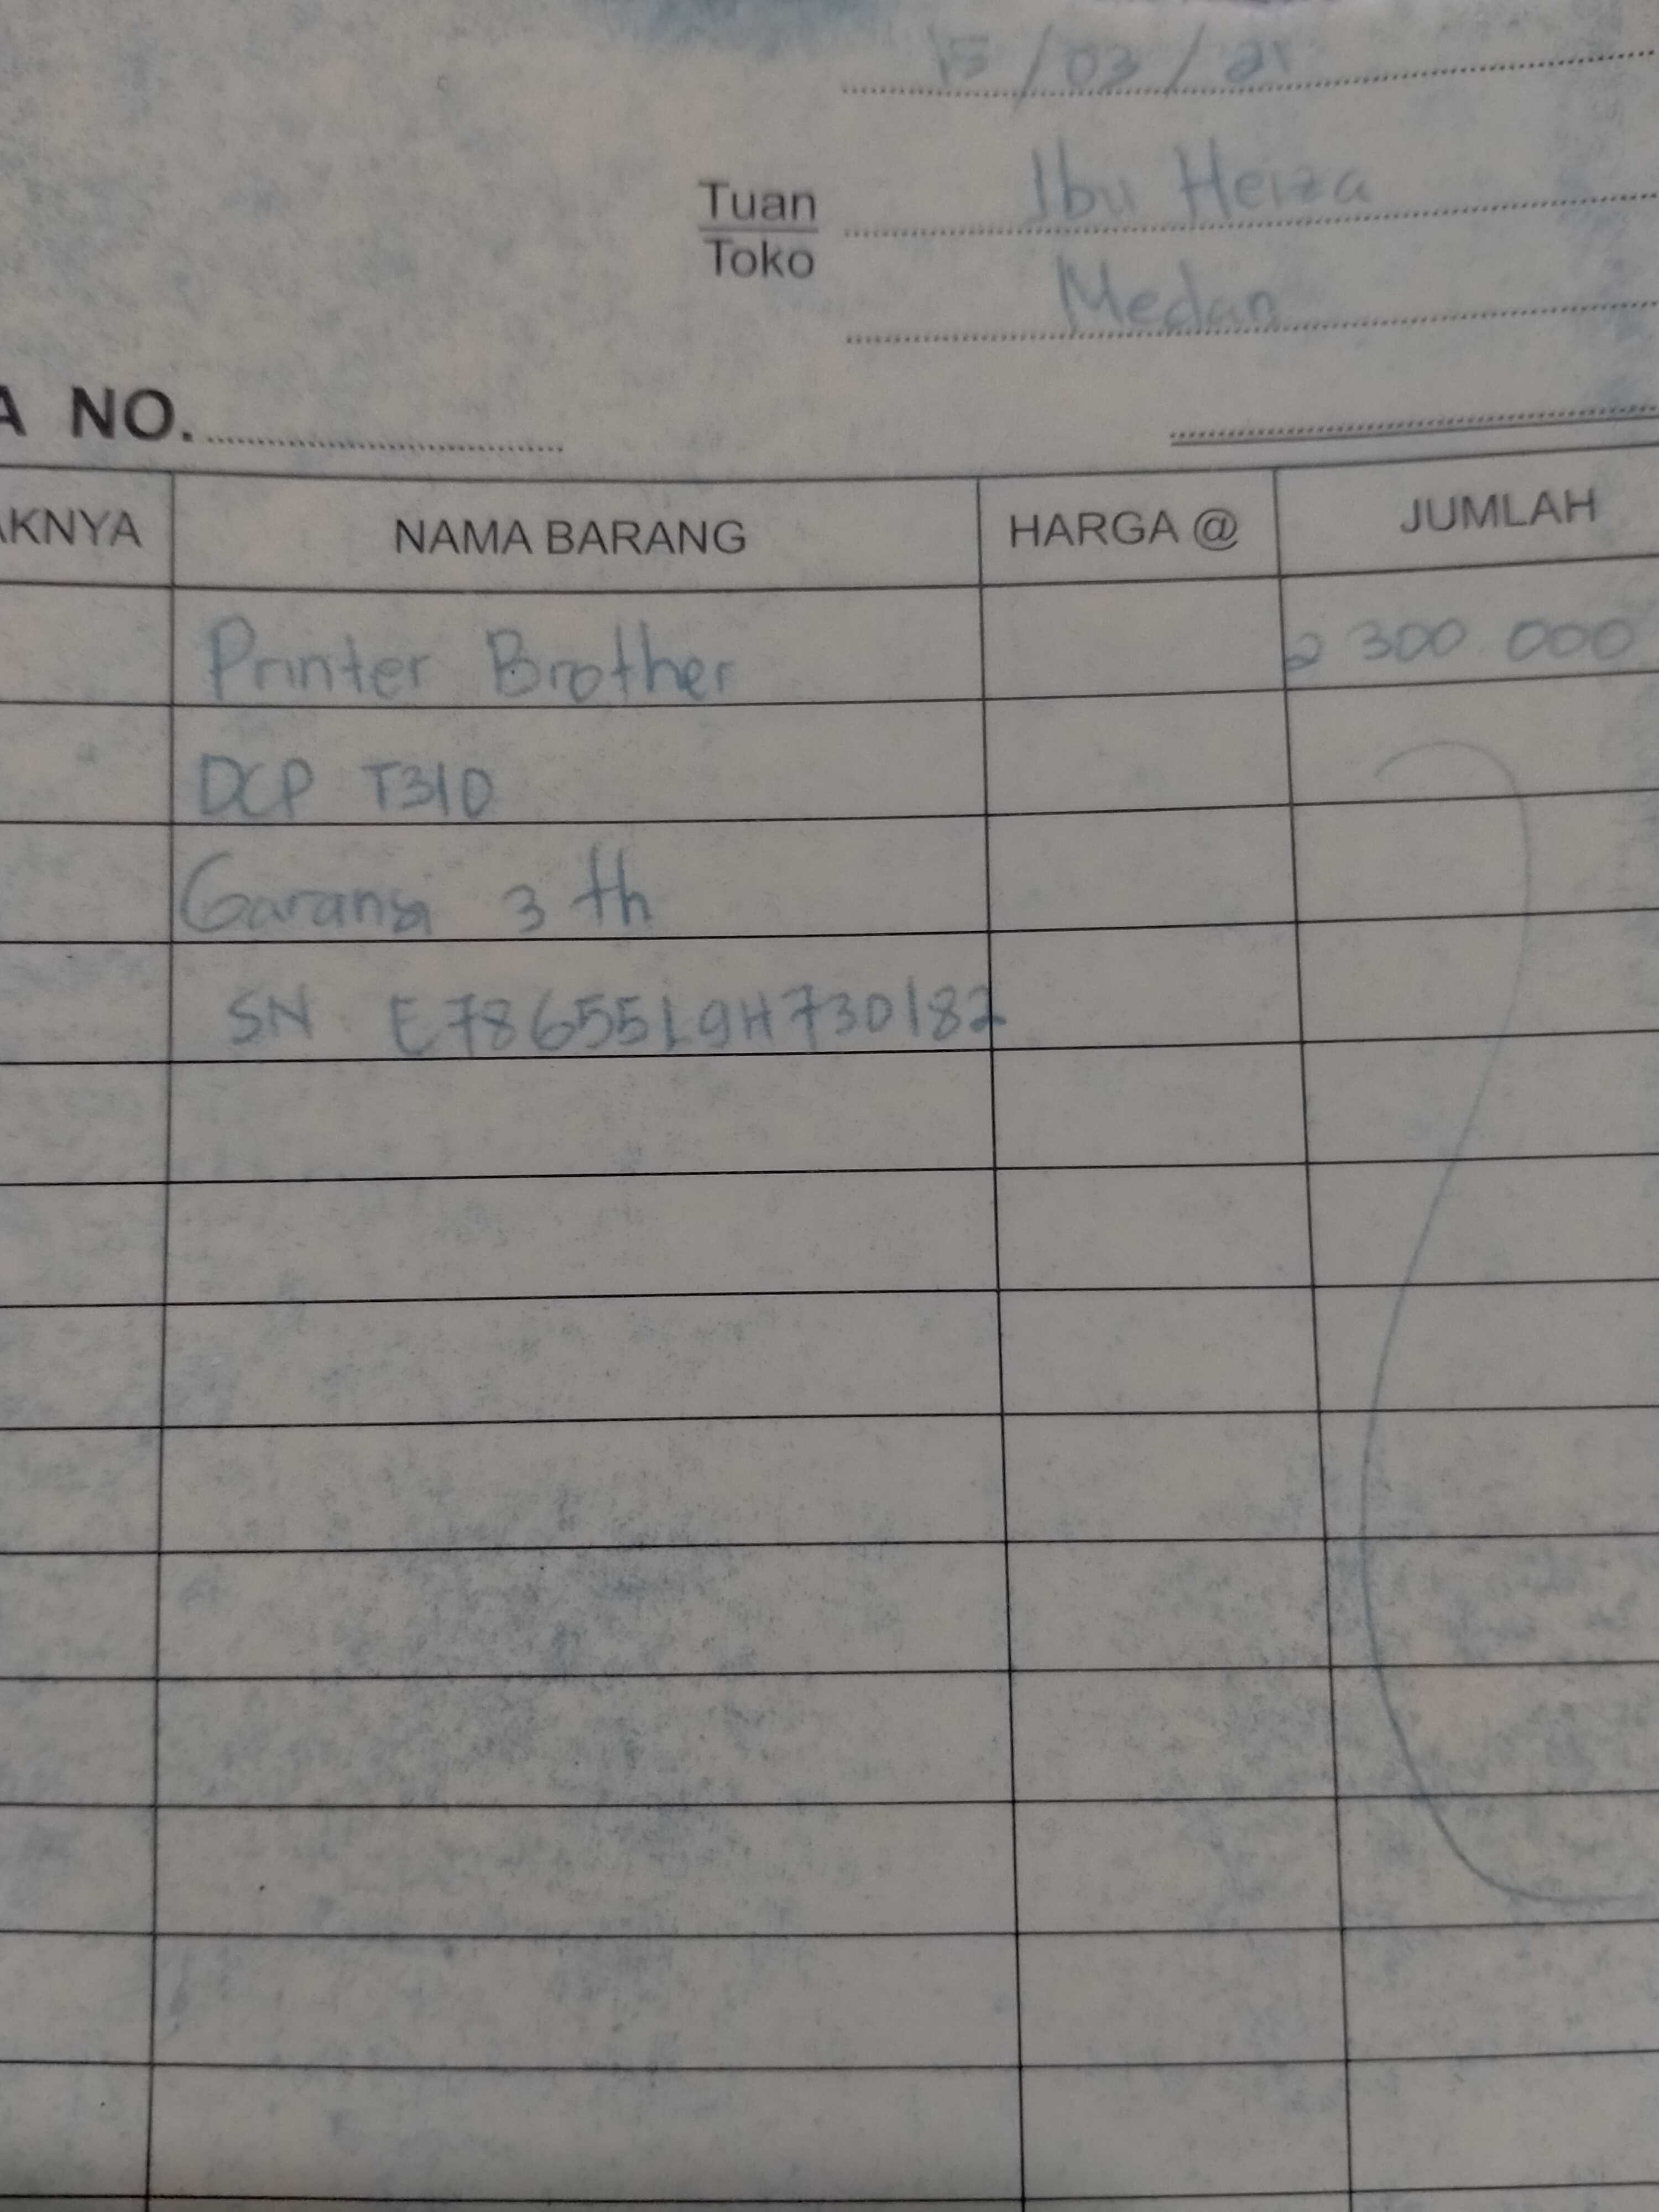 15/03/21
Tuan
Toko
Ibu Heiza
Medan
NO.
NAMA BARANG HARGA @ JUMLAH
Printer Brother 2 300 000
DCP T310
Garansi 3 th
SN E78655L9H730182